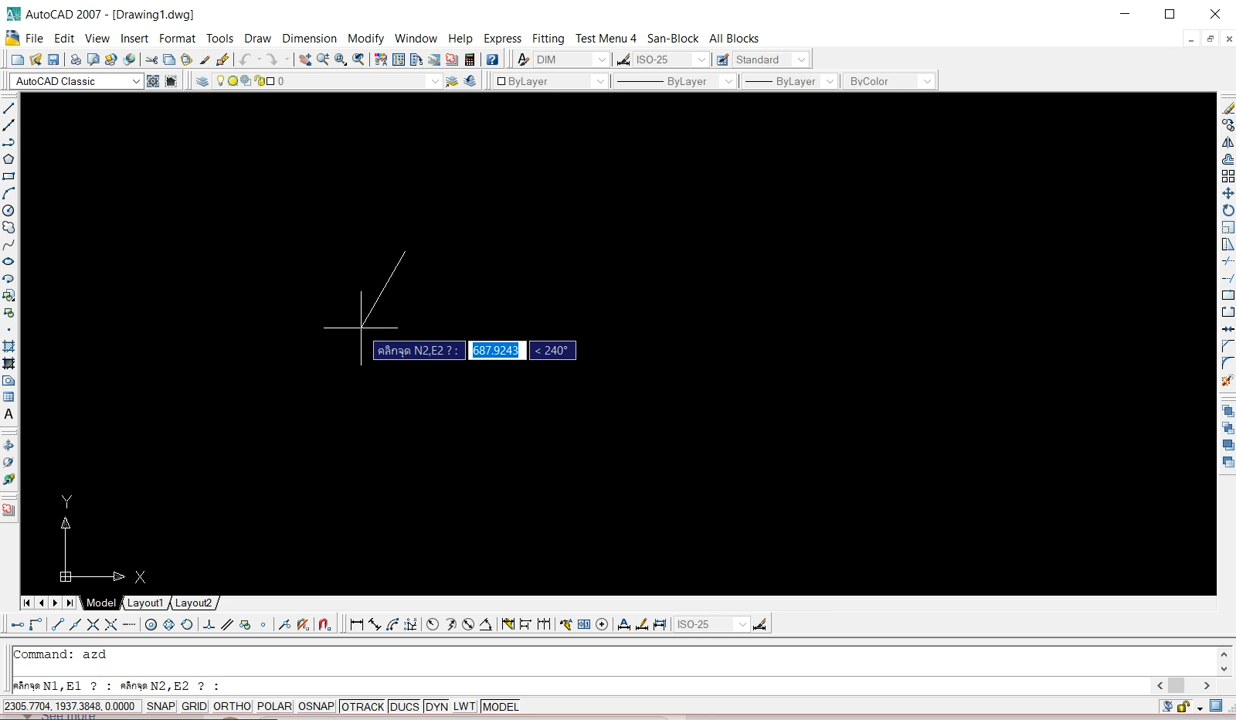 AutoCAD 2007 - [Drawing1.dwg]
File Edit View Insert Format Tools Draw Dimension Modify Window Help Express Fitting Test Menu 4 San-Block All Blocks
DIM ISO-25 Standard
AutoCAD Classic 0 ByLayer ByLayer ByLayer ByColor
คลิกจุด N2,E2 ? : 687.9243 < 240°
Y
X
Model Layout1 Layout2
ISO-25
Command: azd
คลิกจุด N1,E1 ? : คลิกจุด N2,E2 ? :
2305.7704, 1937.3848, 0.0000 SNAP GRID ORTHO POLAR OSNAP OTRACK DUCS DYN LWT MODEL
See more